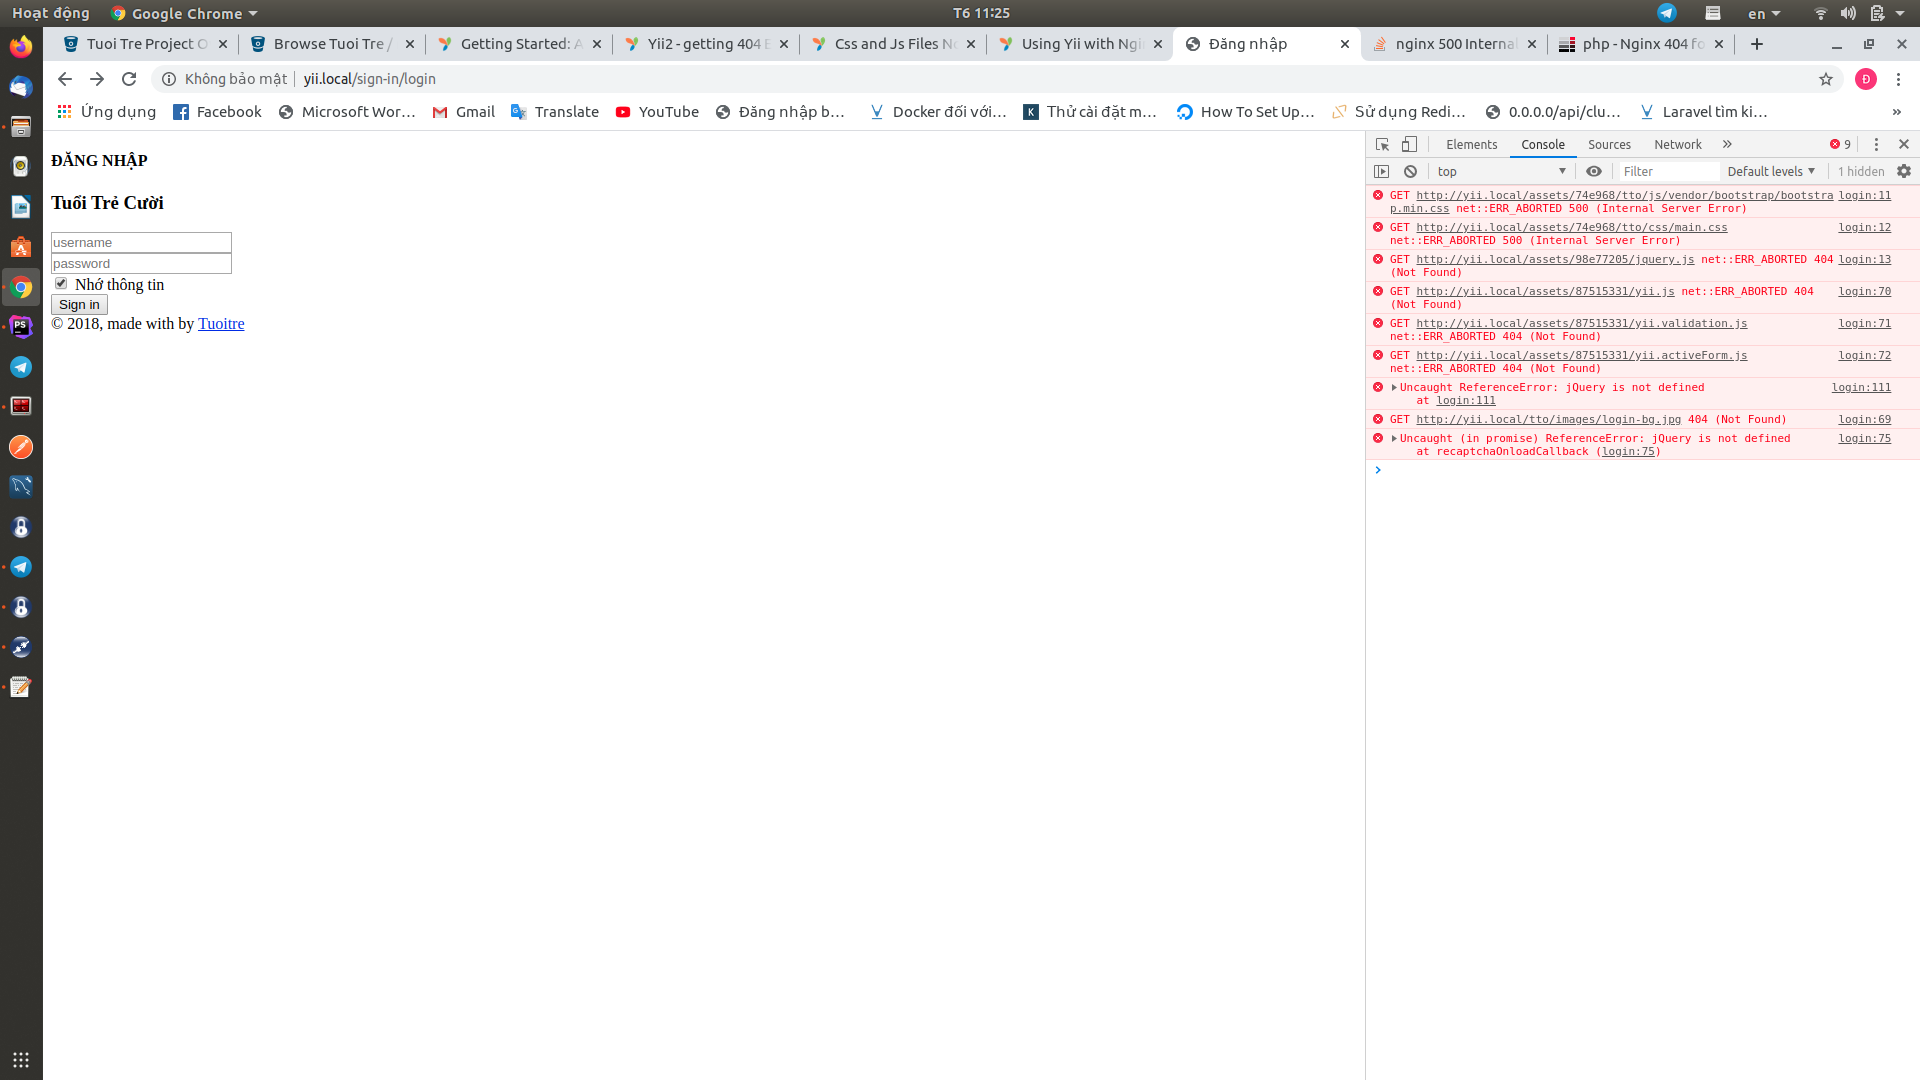 Hoạt động
Google Chrome
T6 11:25
en
Tuoi Tre Project O
Browse Tuoi Tre /
Getting Started: A
Yii2 - getting 404 E
Css and Js Files No
Using Yii with Ngi
Đăng nhập
nginx 500 Internal
php - Nginx 404 fo
Không bảo mật
yii.local/sign-in/login
Đ
Ứng dụng
Facebook
Microsoft Wor...
Gmail
Translate
YouTube
Đăng nhập b...
Docker đối với...
Thử cài đặt m...
How To Set Up...
Sử dụng Redi...
0.0.0.0/api/clu...
Laravel tìm ki...
»
ĐĂNG NHẬP
Tuổi Trẻ Cười
username
password
Nhớ thông tin
Sign in
© 2018, made with by Tuoitre
Elements
Console
Sources
Network
»
9
top
Filter
Default levels
1 hidden
GET http://yii.local/assets/74e968/tto/js/vendor/bootstrap/bootstra login:11
p.min.css net::ERR_ABORTED 500 (Internal Server Error)
GET http://yii.local/assets/74e968/tto/css/main.css login:12
net::ERR_ABORTED 500 (Internal Server Error)
GET http://yii.local/assets/98e77205/jquery.js net::ERR_ABORTED 404 login:13
(Not Found)
GET http://yii.local/assets/87515331/yii.js net::ERR_ABORTED 404 login:70
(Not Found)
GET http://yii.local/assets/87515331/yii.validation.js login:71
net::ERR_ABORTED 404 (Not Found)
GET http://yii.local/assets/87515331/yii.activeForm.js login:72
net::ERR_ABORTED 404 (Not Found)
Uncaught ReferenceError: jQuery is not defined login:111
at login:111
GET http://yii.local/tto/images/login-bg.jpg 404 (Not Found) login:69
Uncaught (in promise) ReferenceError: jQuery is not defined login:75
at recaptchaOnloadCallback (login:75)